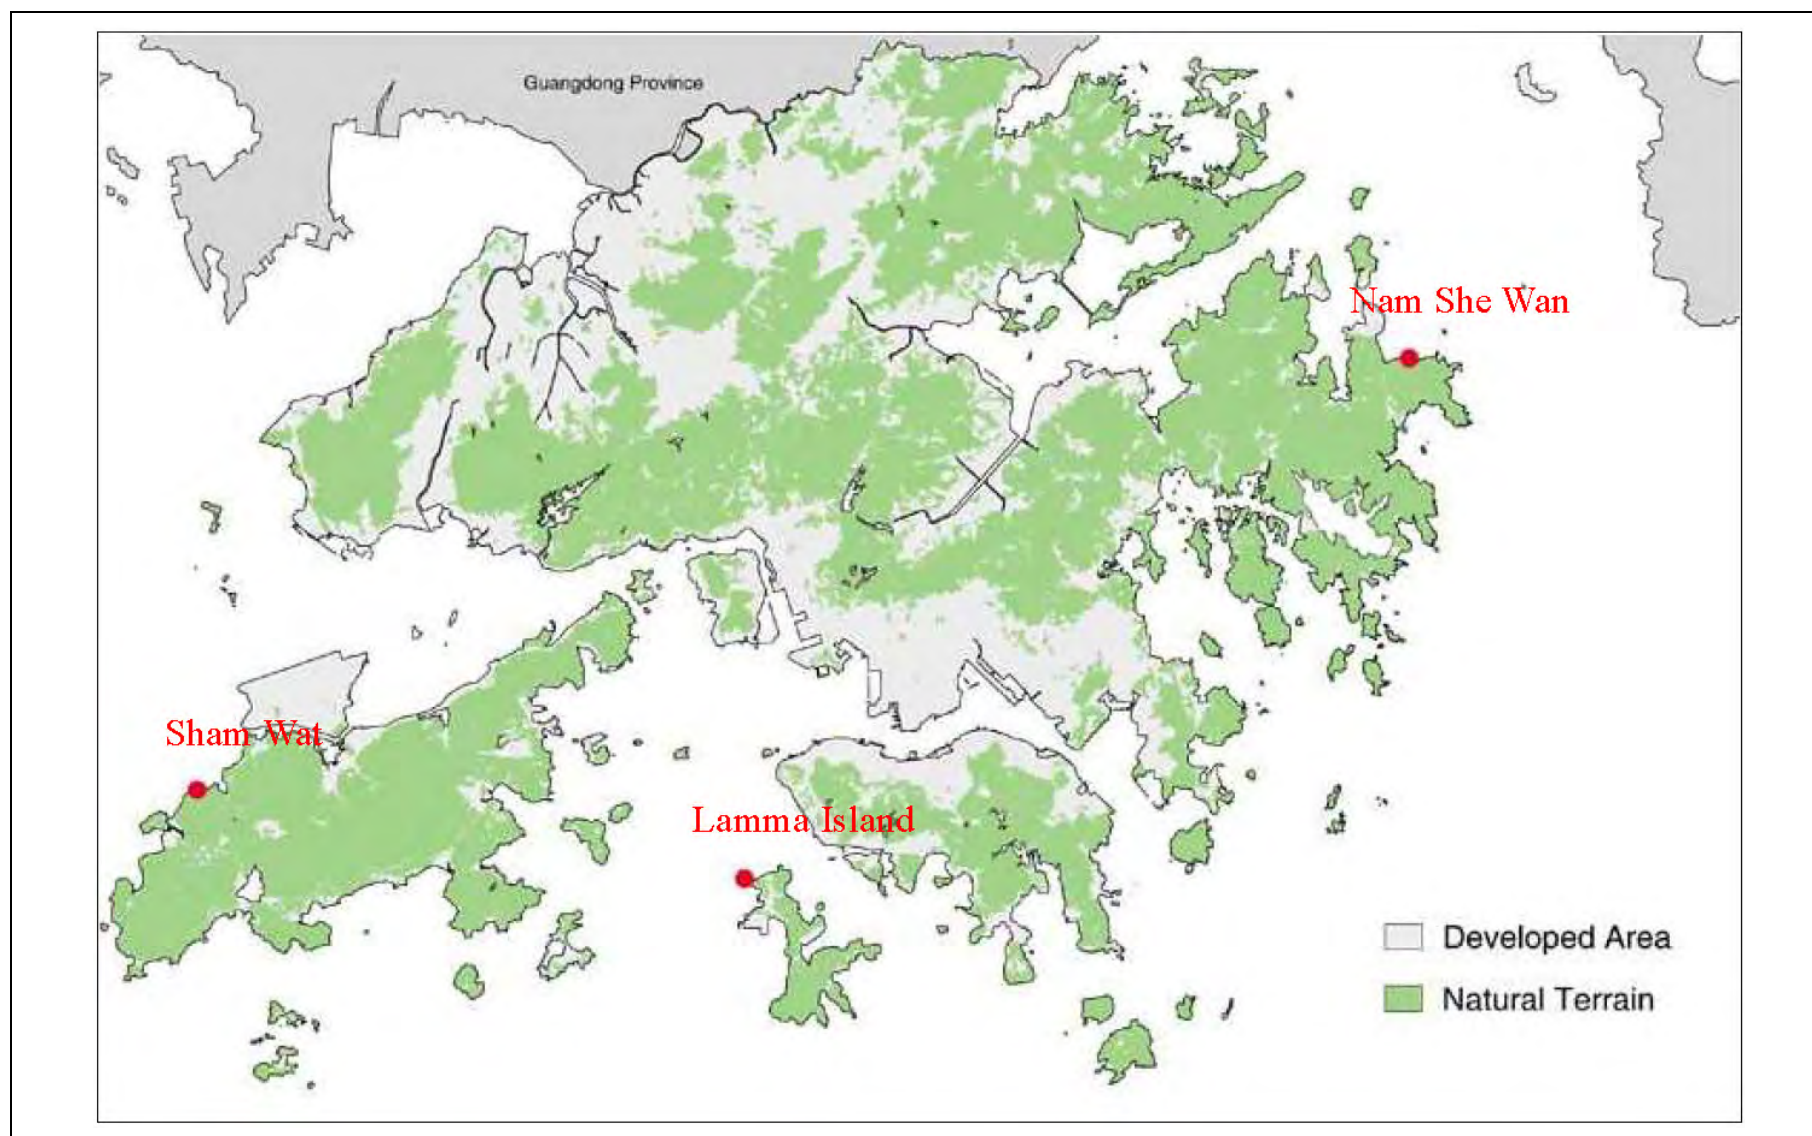 Guangdong Province
Nam She Wan
Sham Wat
Lamma Island
Developed Area
Natural Terrain